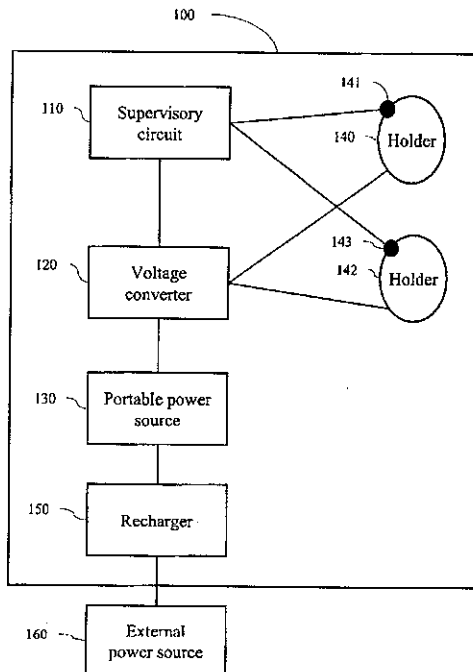 100
110
Supervisory
circuit
141
140
Holder
120
Voltage
converter
143
142
Holder
130
Portable power
source
150
Recharger
160
External
power source